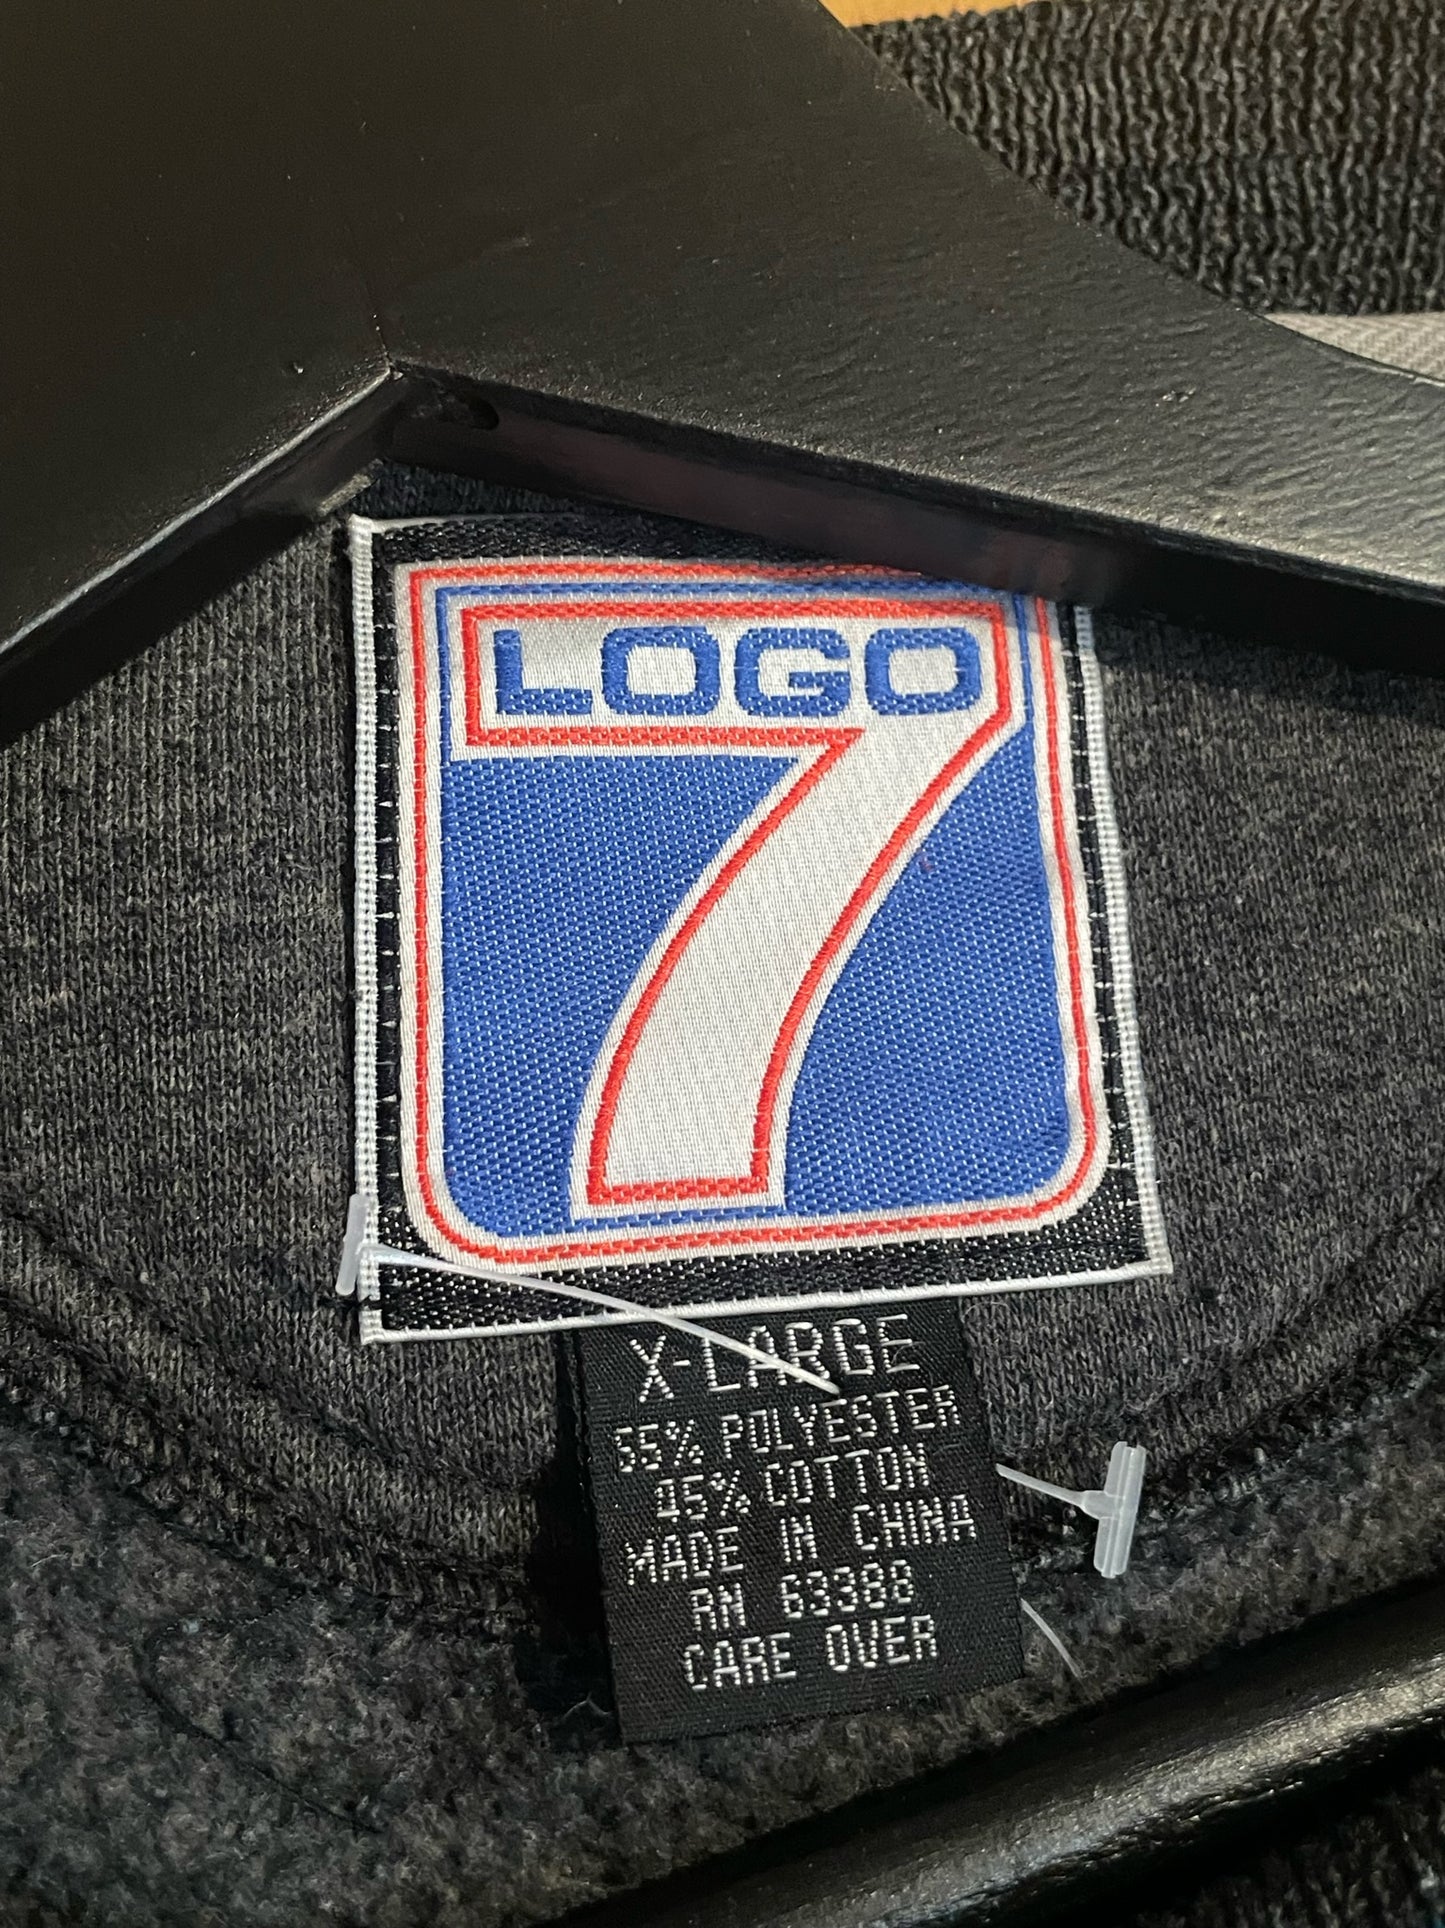 LOGO
7
X-LARGE
55% POLYESTER
45% COTTON
MADE IN CHINA
RN 63388
CARE OVER